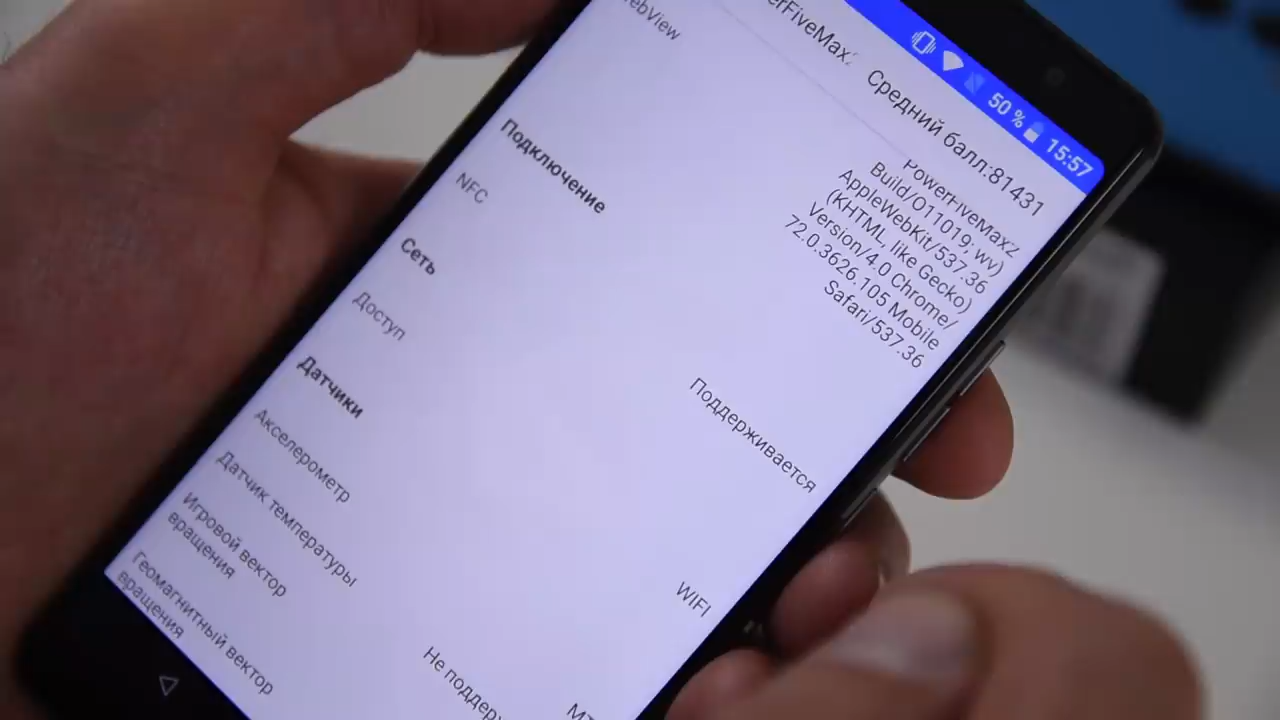 50 % 15:57
Средний балл:81431
WebView
PowerFiveMax2
Build/O11019; wv)
AppleWebKit/537.36
(KHTML, like Gecko)
Version/4.0 Chrome/
72.0.3626.105 Mobile
Safari/537.36
Подключение
NFC
Поддерживается
Сеть
Доступ
WIFI
Датчики
Акселерометр
Датчик температуры
Не
Игровой вектор
вращения
Геомагнитный вектор
вращения